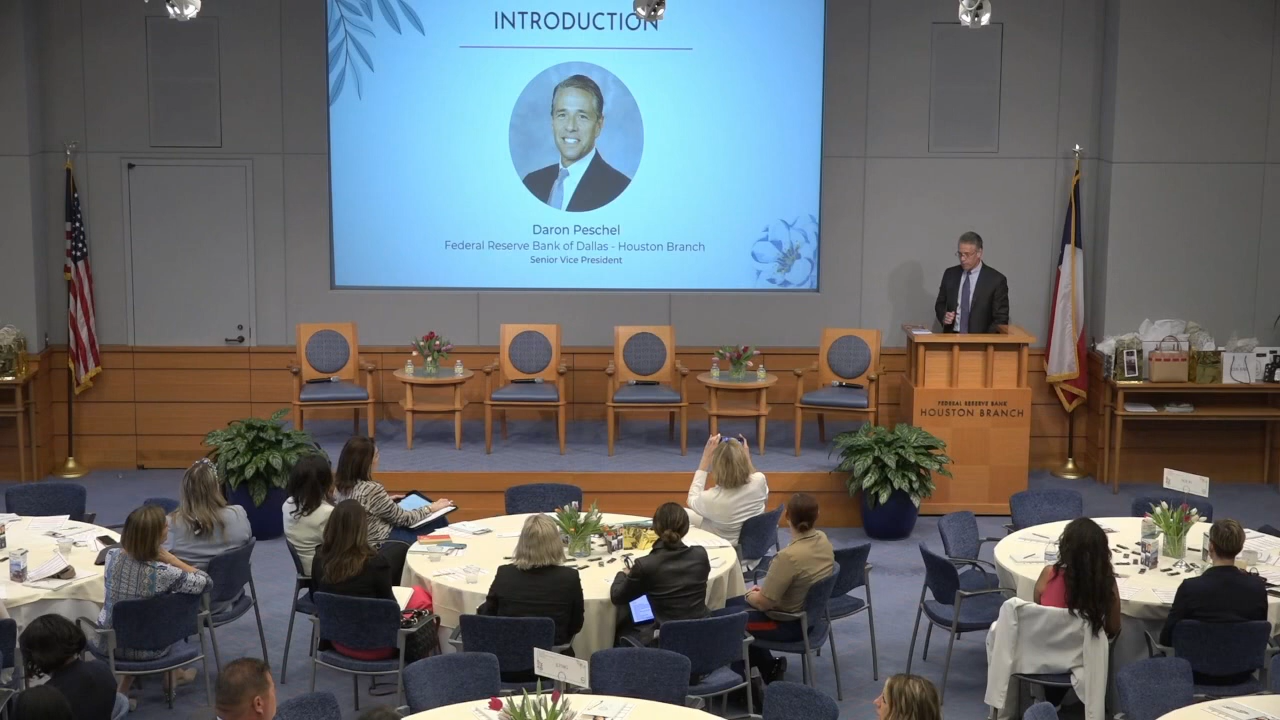 INTRODUCTION
Daron Peschel
Federal Reserve Bank of Dallas - Houston Branch
Senior Vice President
FEDERAL RESERVE BANK
HOUSTON BRANCH